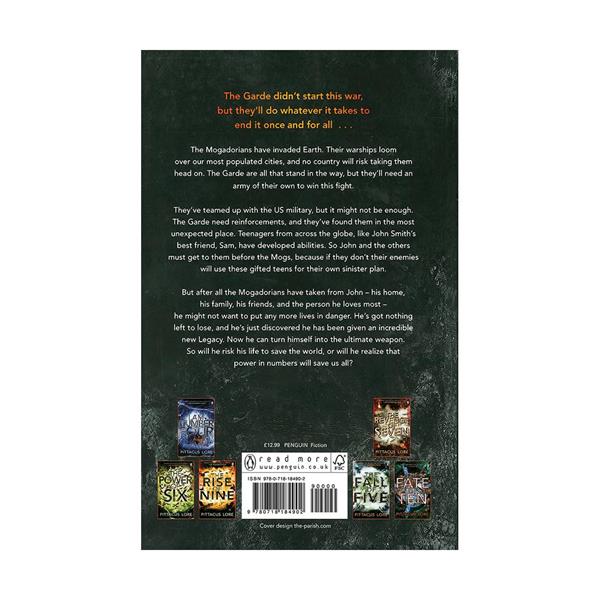 The Garde didn't start this war,
but they'll do whatever it takes to
end it once and for all . . .
The Mogadorians have invaded Earth. Their warships loom
over our most populated cities, and no country will risk taking them
head on. The Garde are all that stand in the way, but they'll need an
army of their own to win this fight.
They've teamed up with the US military, but it might not be enough.
The Garde need reinforcements, and they've found them in the most
unexpected place. Teenagers from across the globe, like John Smith's
best friend, Sam, have developed abilities. So John and the others
must get to them before the Mogs, because if they don't their enemies
will use these gifted teens for their own sinister plan.
But after all the Mogadorians have taken from John – his home,
his family, his friends, and the person he loves most –
he might not want to put any more lives in danger. He's got nothing
left to lose, and he's just discovered he has been given an incredible
new Legacy. Now he can turn himself into the ultimate weapon.
So will he risk his life to save the world, or will he realize that
power in numbers will save us all?
I AM
NUMBER
FOUR
PITTACUS LORE
THE
REVENGE
OF
SEVEN
PITTACUS LORE
£12.99 PENGUIN Fiction
read more
www.penguin.co.uk
FSC
THE
POWER
OF
SIX
PITTACUS LORE
THE
RISE
OF
NINE
PITTACUS LORE
ISBN 978-0-718-18490-2
90000
9 780718 184902
THE
FALL
OF
FIVE
PITTACUS LORE
THE
FATE
OF
TEN
PITTACUS LORE
Cover design the-parish.com